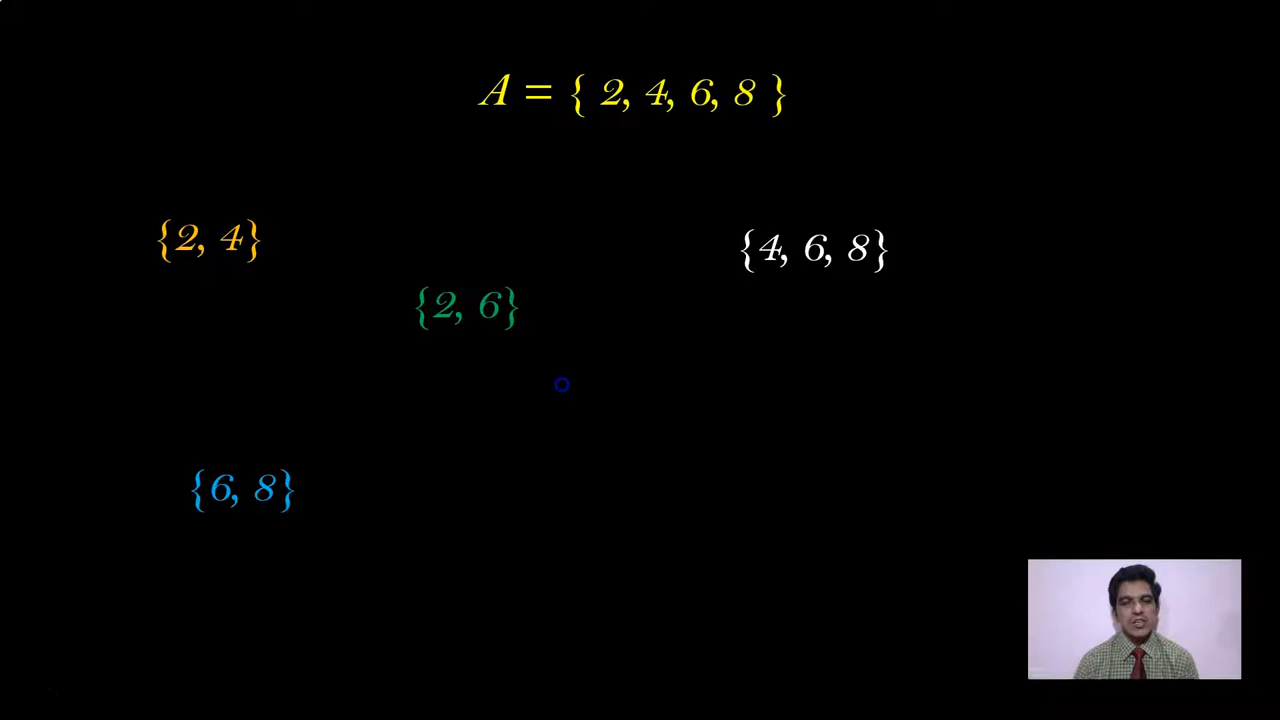 A = { 2, 4, 6, 8 }
{2, 4}
{4, 6, 8}
{2, 6}
{6, 8}